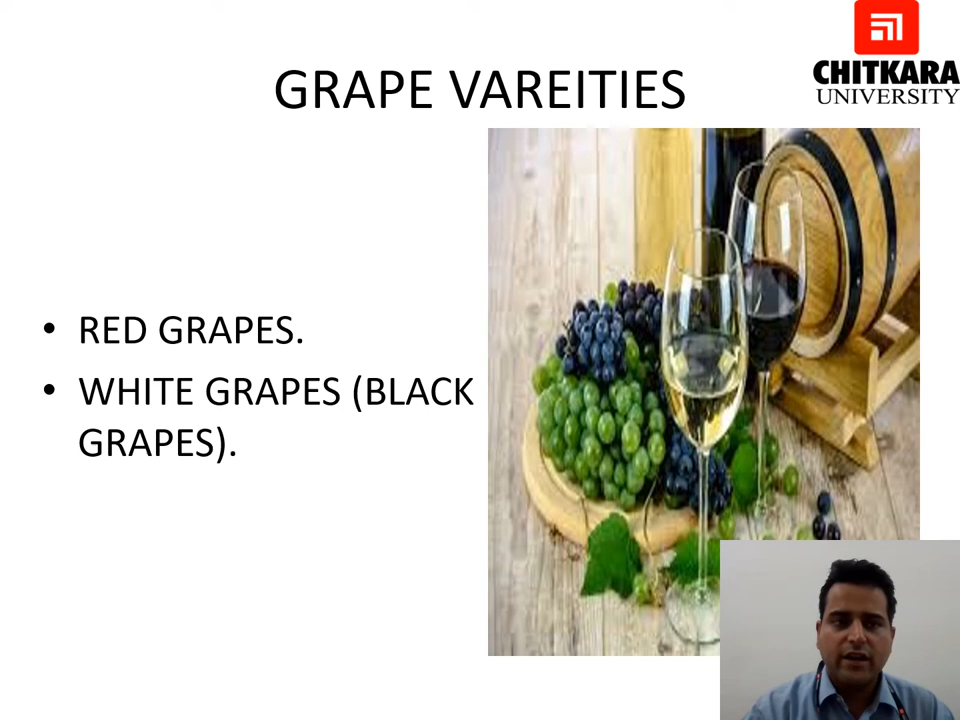 CHITKARA
UNIVERSITY
GRAPE VAREITIES
• RED GRAPES.
• WHITE GRAPES (BLACK
GRAPES).